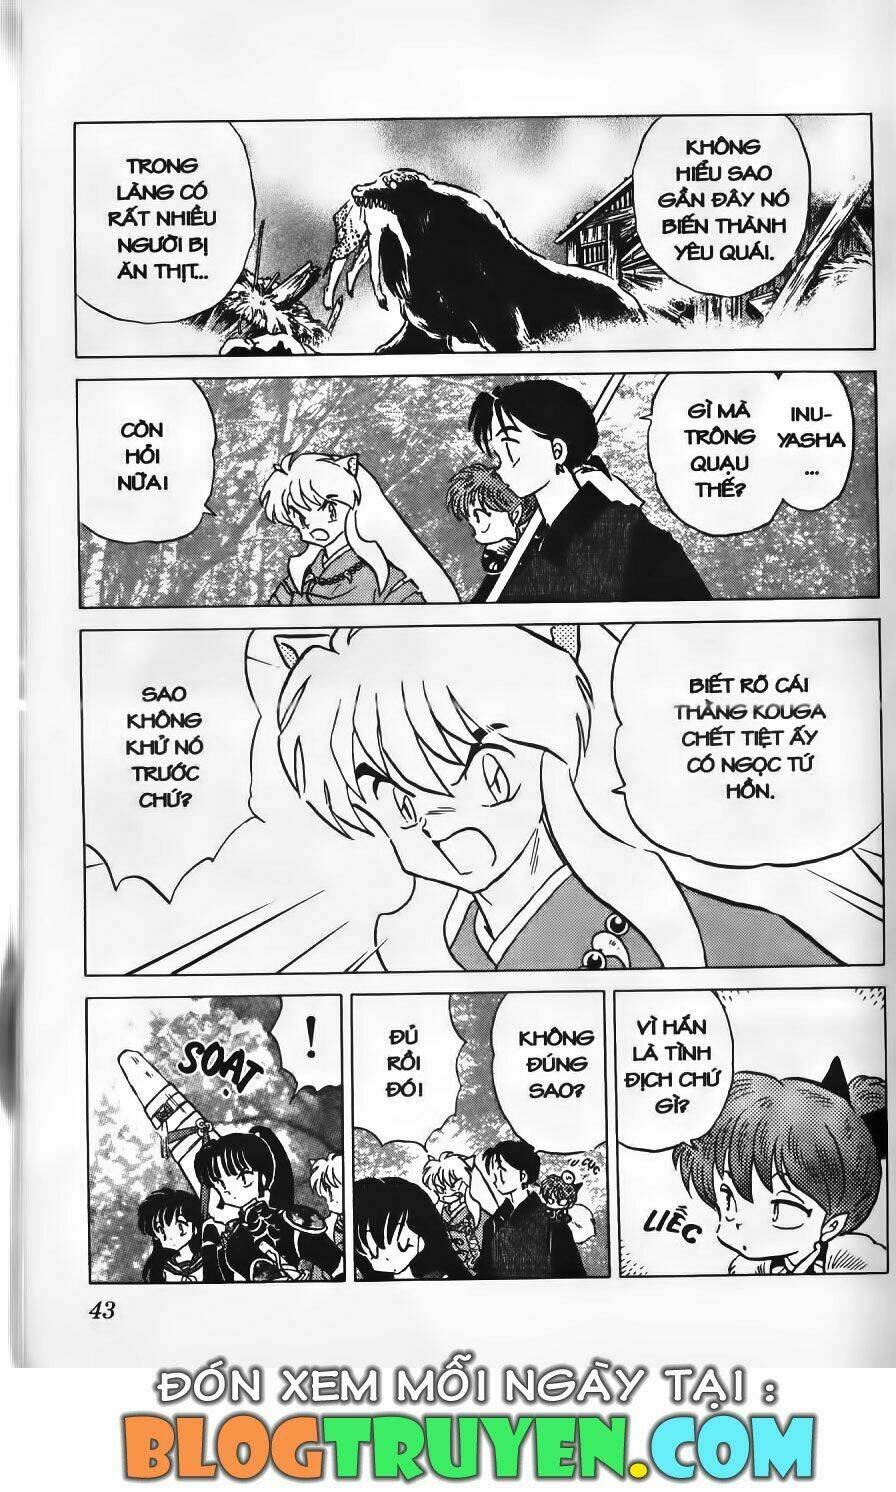 KHÔNG
HIỂU SAO
GẦN ĐÂY NÓ
BIẾN THÀNH
YÊU QUÁI.
TRONG
LÀNG CÓ
RẤT NHIỀU
NGƯỜI BỊ
ĂN THỊT...
INU-
YASHA
...
GÌ MÀ
TRÔNG
QUẠU
THẾ?
CÒN
HỎI
NỮA!
BIẾT RÕ CÁI
THẰNG KOUGA
CHẾT TIỆT ẤY
CÓ NGỌC TỨ
HỒN.
SAO
KHÔNG
KHỬ NÓ
TRƯỚC
CHỨ?
VÌ HẮN
LÀ TÌNH
ĐỊCH CHỨ
GÌ?
LIẾC
KHÔNG
ĐÚNG
SAO?
U CỤC
ĐỦ
RỒI
ĐÓ!
!
SOẠT
43
ĐÓN XEM MỖI NGÀY TẠI :
BLOGTRUYEN.COM